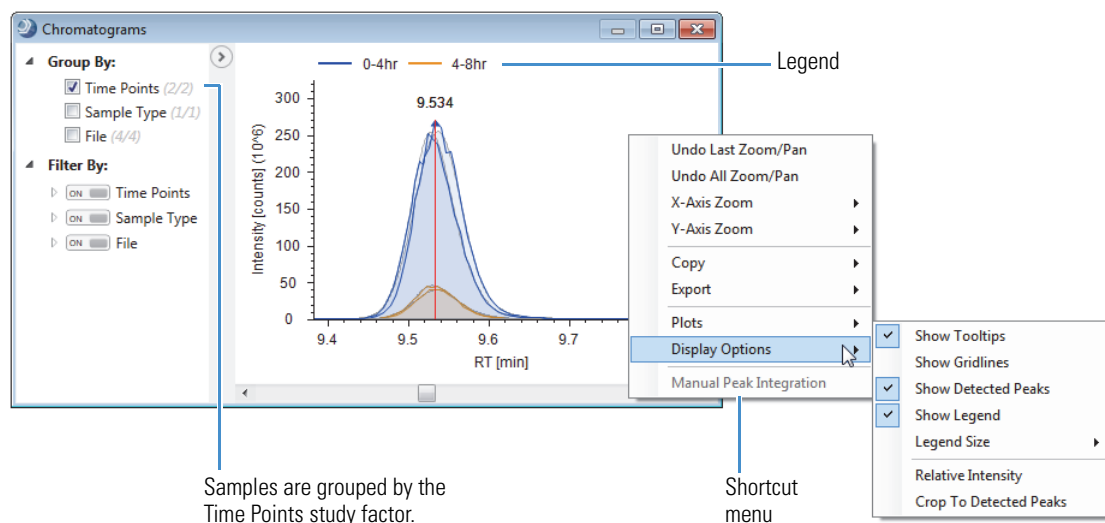 Chromatograms
Group By:
Time Points (2/2)
Sample Type (1/1)
File (4/4)
Filter By:
ON Time Points
ON Sample Type
ON File
0-4hr 4-8hr
Legend
9.534
Intensity [counts] (10^6)
300
250
200
150
100
50
0
9.4 9.5 9.6 9.7
RT [min]
Undo Last Zoom/Pan
Undo All Zoom/Pan
X-Axis Zoom
Y-Axis Zoom
Copy
Export
Plots
Display Options
Manual Peak Integration
Show Tooltips
Show Gridlines
Show Detected Peaks
Show Legend
Legend Size
Relative Intensity
Crop To Detected Peaks
Samples are grouped by the
Time Points study factor.
Shortcut
menu